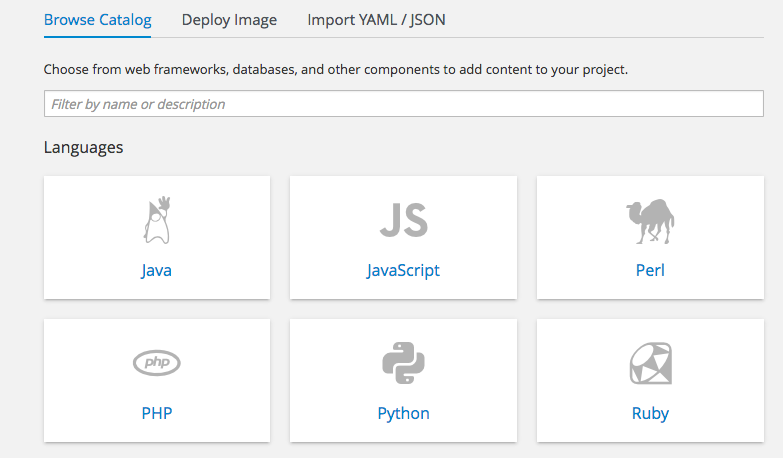 Browse Catalog Deploy Image Import YAML / JSON
Choose from web frameworks, databases, and other components to add content to your project.
Filter by name or description
Languages
JS
Java JavaScript Perl
php
PHP Python Ruby